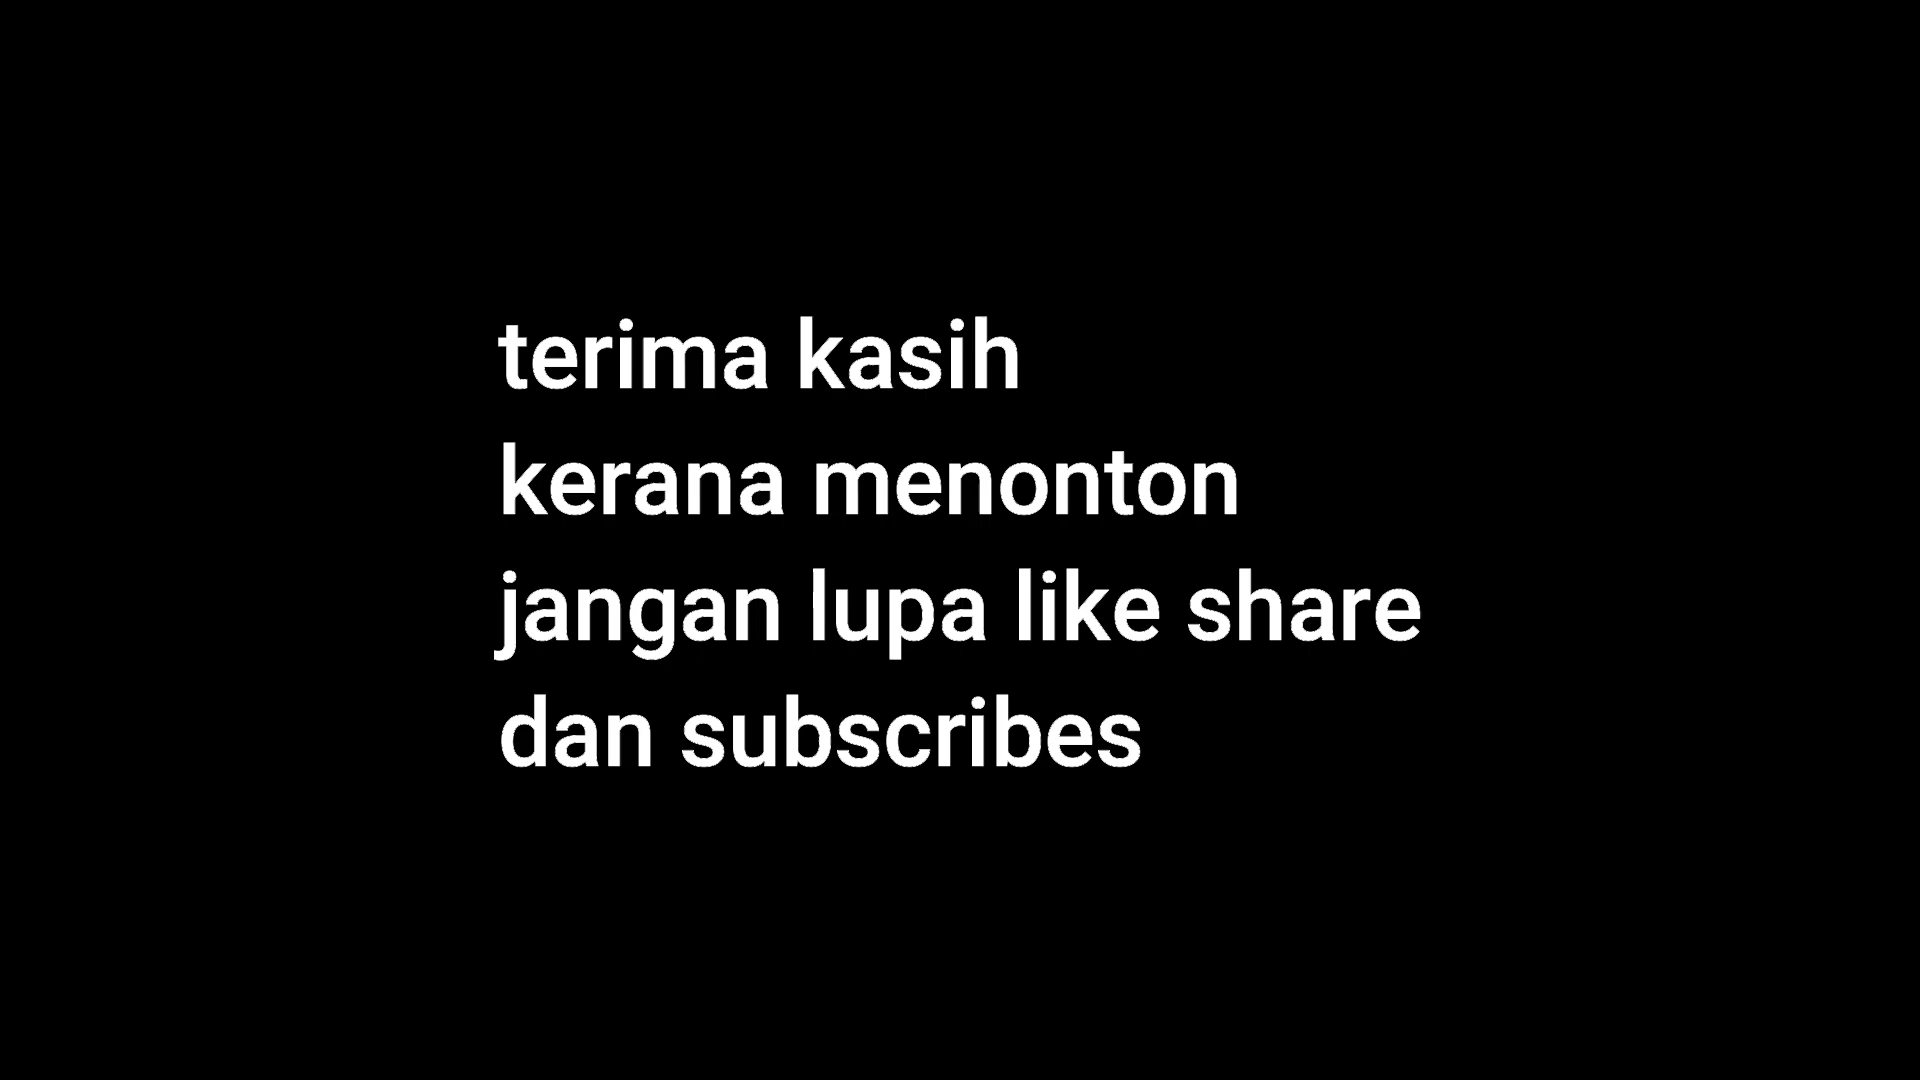 terima kasih
kerana menonton
jangan lupa like share
dan subscribes